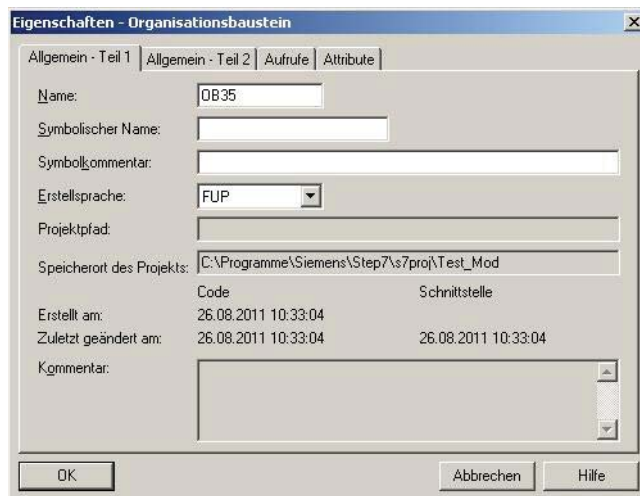 Eigenschaften - Organisationsbaustein
Allgemein - Teil 1 Allgemein - Teil 2 Aufrufe Attribute
Name: OB35
Symbolischer Name:
Symbolkommentar:
Erstellsprache: FUP
Projektpfad:
Speicherort des Projekts: C:\Programme\Siemens\Step7\s7proj\Test_Mod
Code Schnittstelle
Erstellt am: 26.08.2011 10:33:04
Zuletzt geändert am: 26.08.2011 10:33:04 26.08.2011 10:33:04
Kommentar:
OK Abbrechen Hilfe